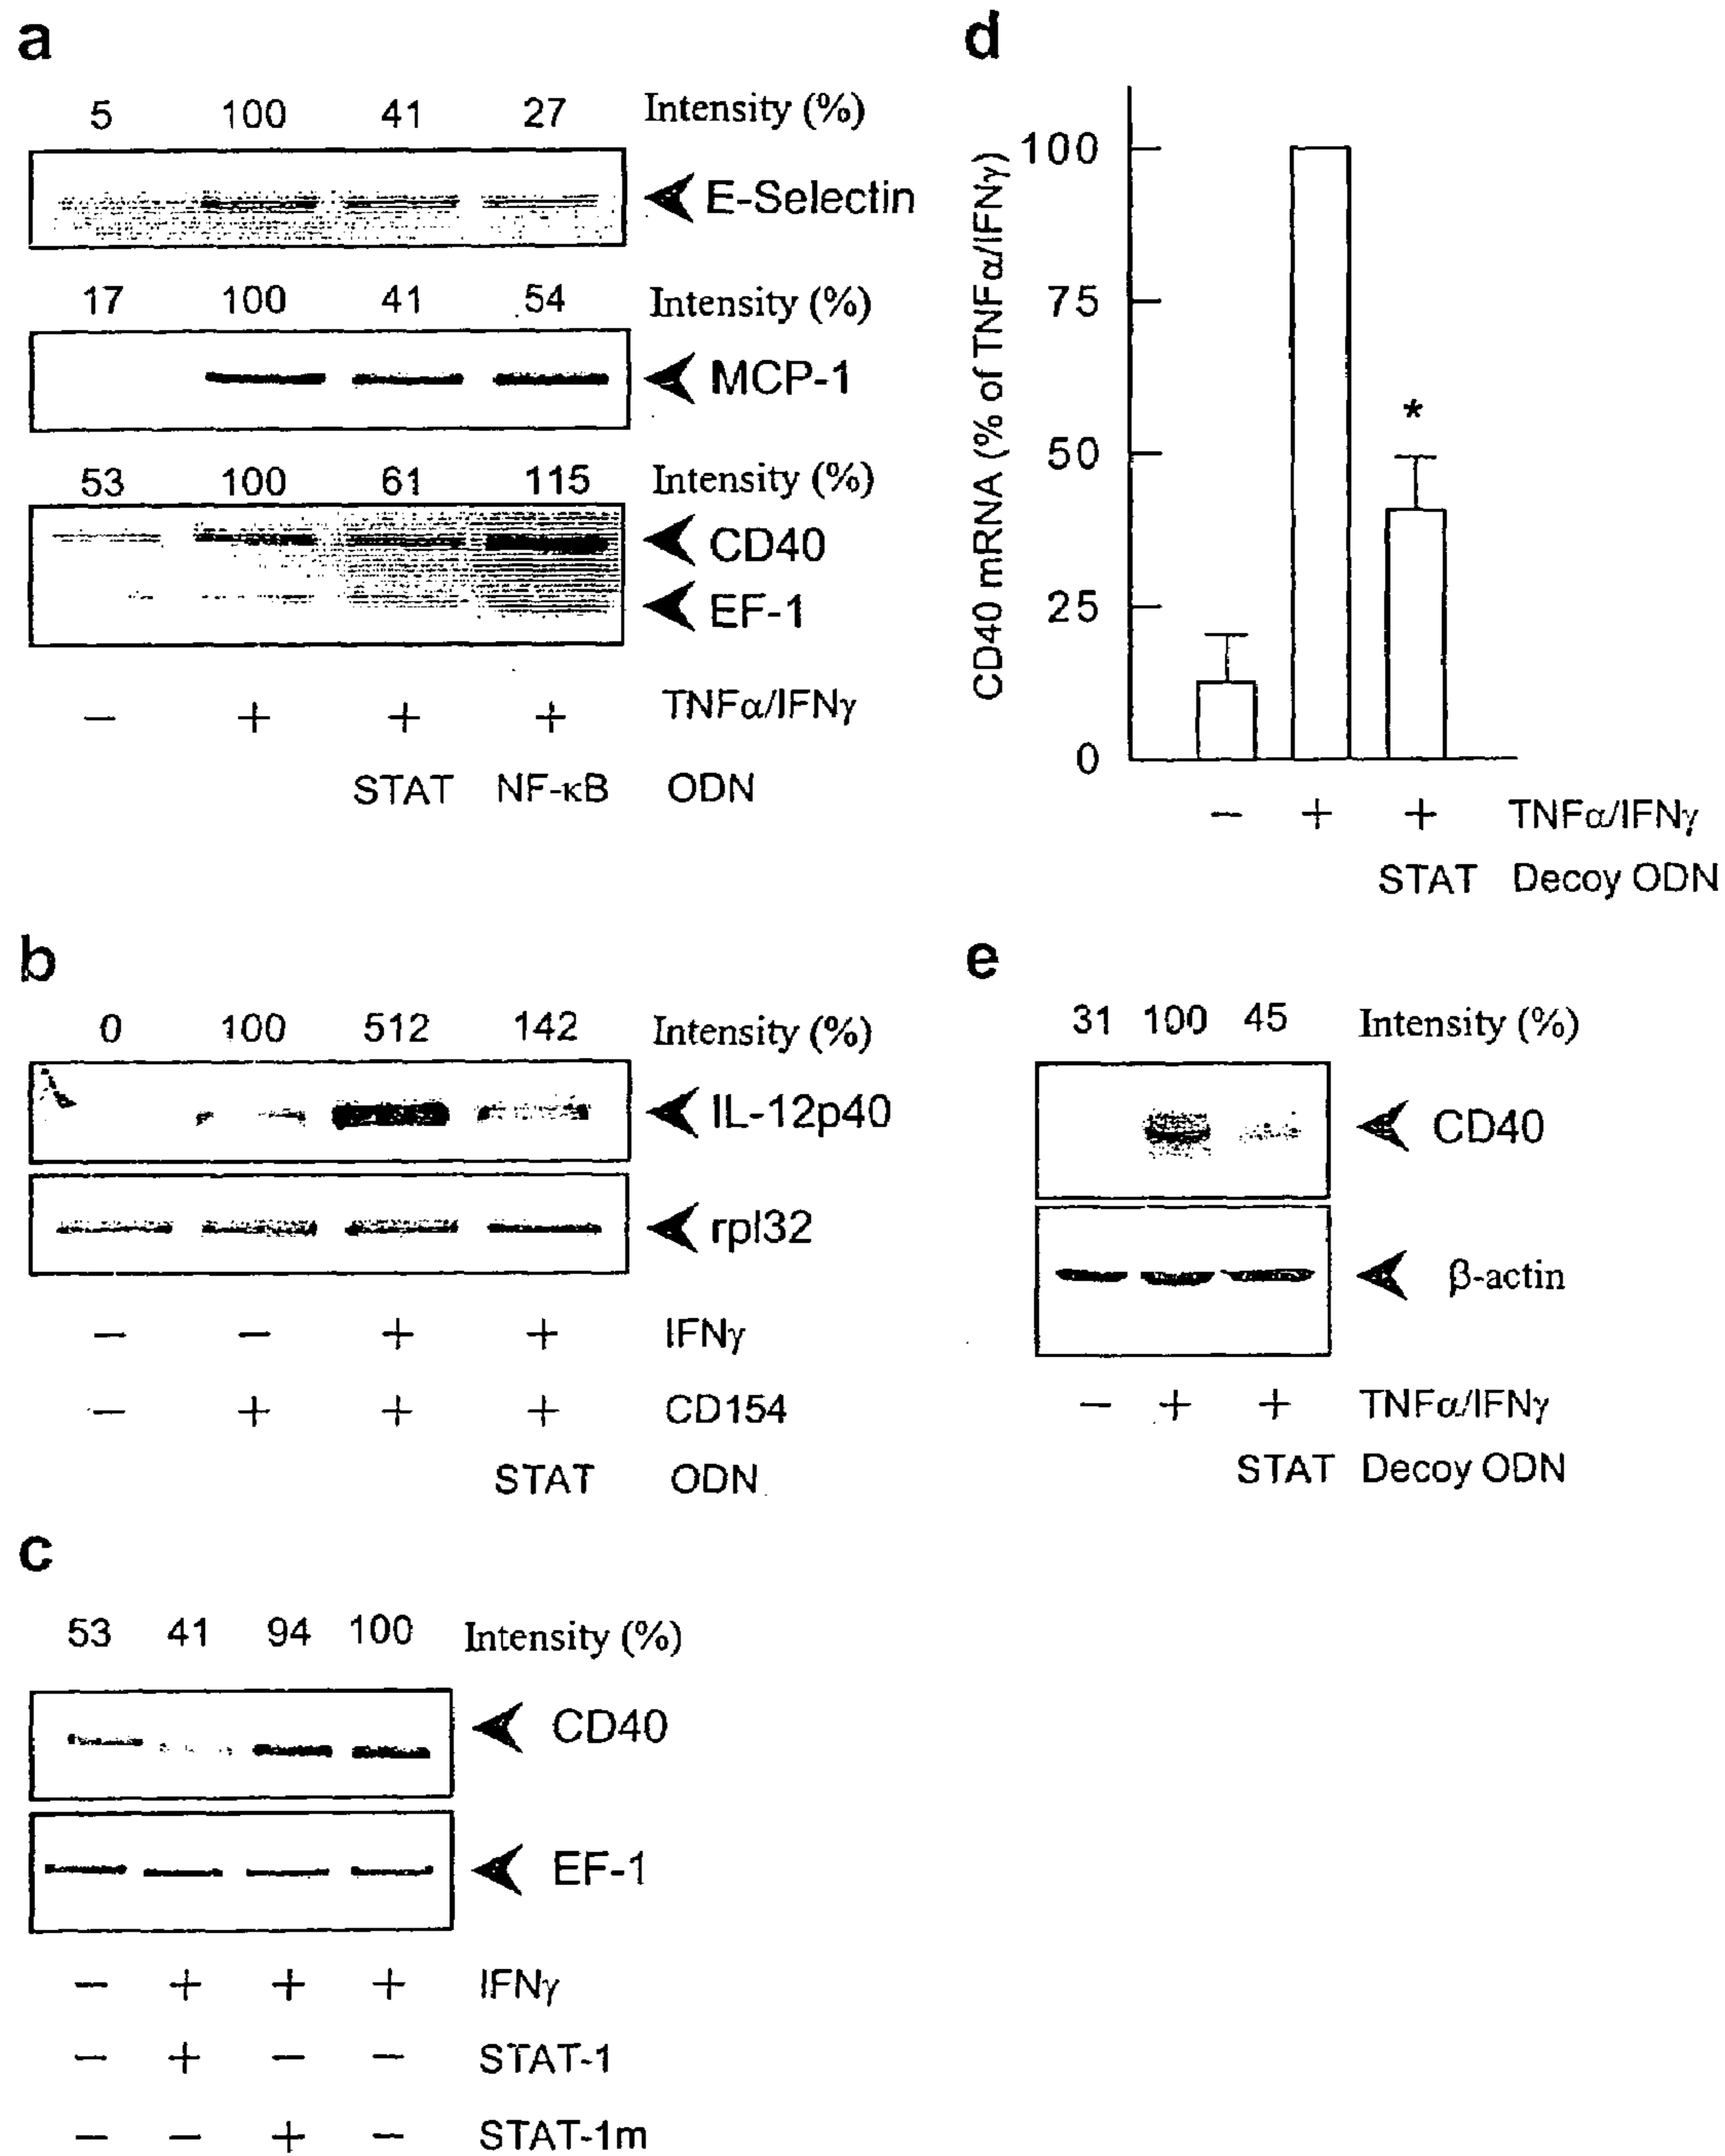 a
5 100 41 27 Intensity (%)
E-Selectin
17 100 41 54 Intensity (%)
MCP-1
53 100 61 115 Intensity (%)
CD40
EF-1
− + + + TNFα/IFNγ
STAT NF-κB ODN
b
0 100 512 142 Intensity (%)
IL-12p40
rpl32
− − + + IFNγ
− + + + CD154
STAT ODN
c
53 41 94 100 Intensity (%)
CD40
EF-1
− + + + IFNγ
− + − − STAT-1
− − + − STAT-1m
d
CD40 mRNA (% of TNFα/IFNγ)
100
75
50
25
0
*
− + + TNFα/IFNγ
STAT Decoy ODN
e
31 100 45 Intensity (%)
CD40
β-actin
− + + TNFα/IFNγ
STAT Decoy ODN